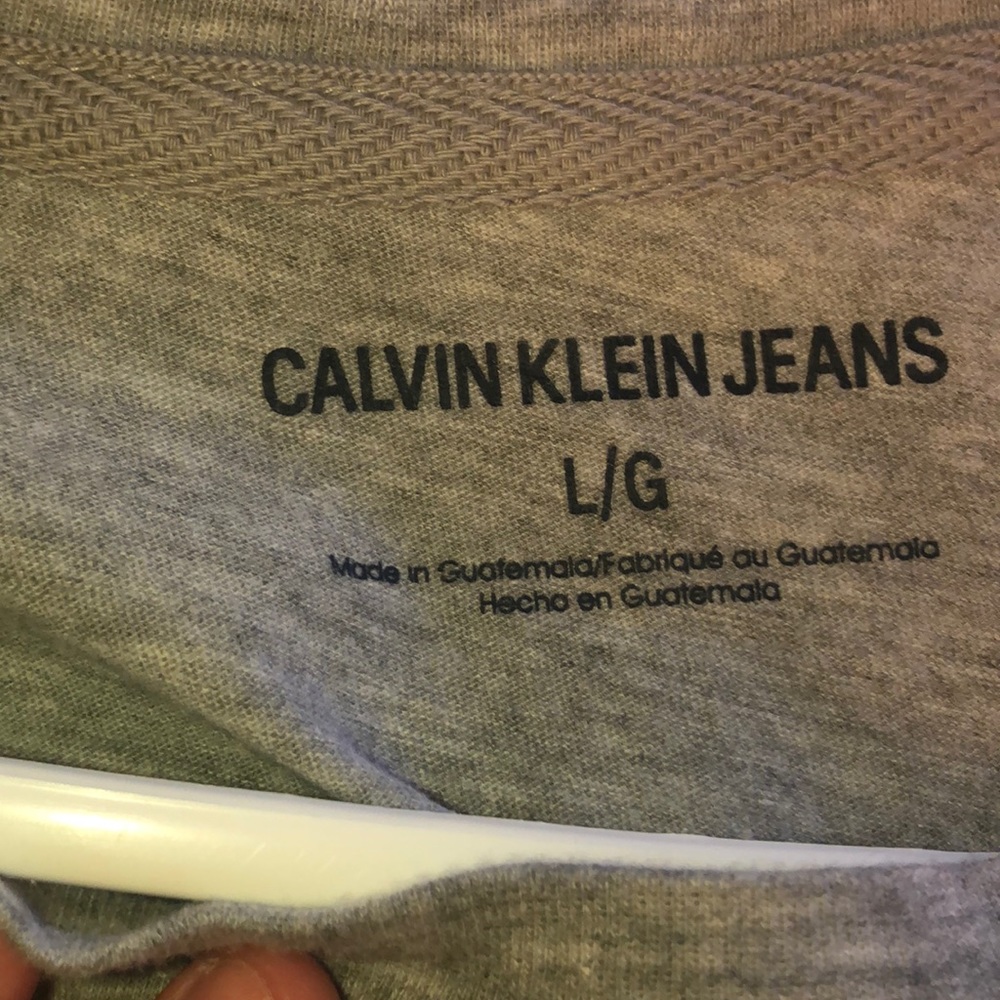 CALVIN KLEIN JEANS
L/G
Made in Guatemala/Fabriqué au Guatemala
Hecho en Guatemala